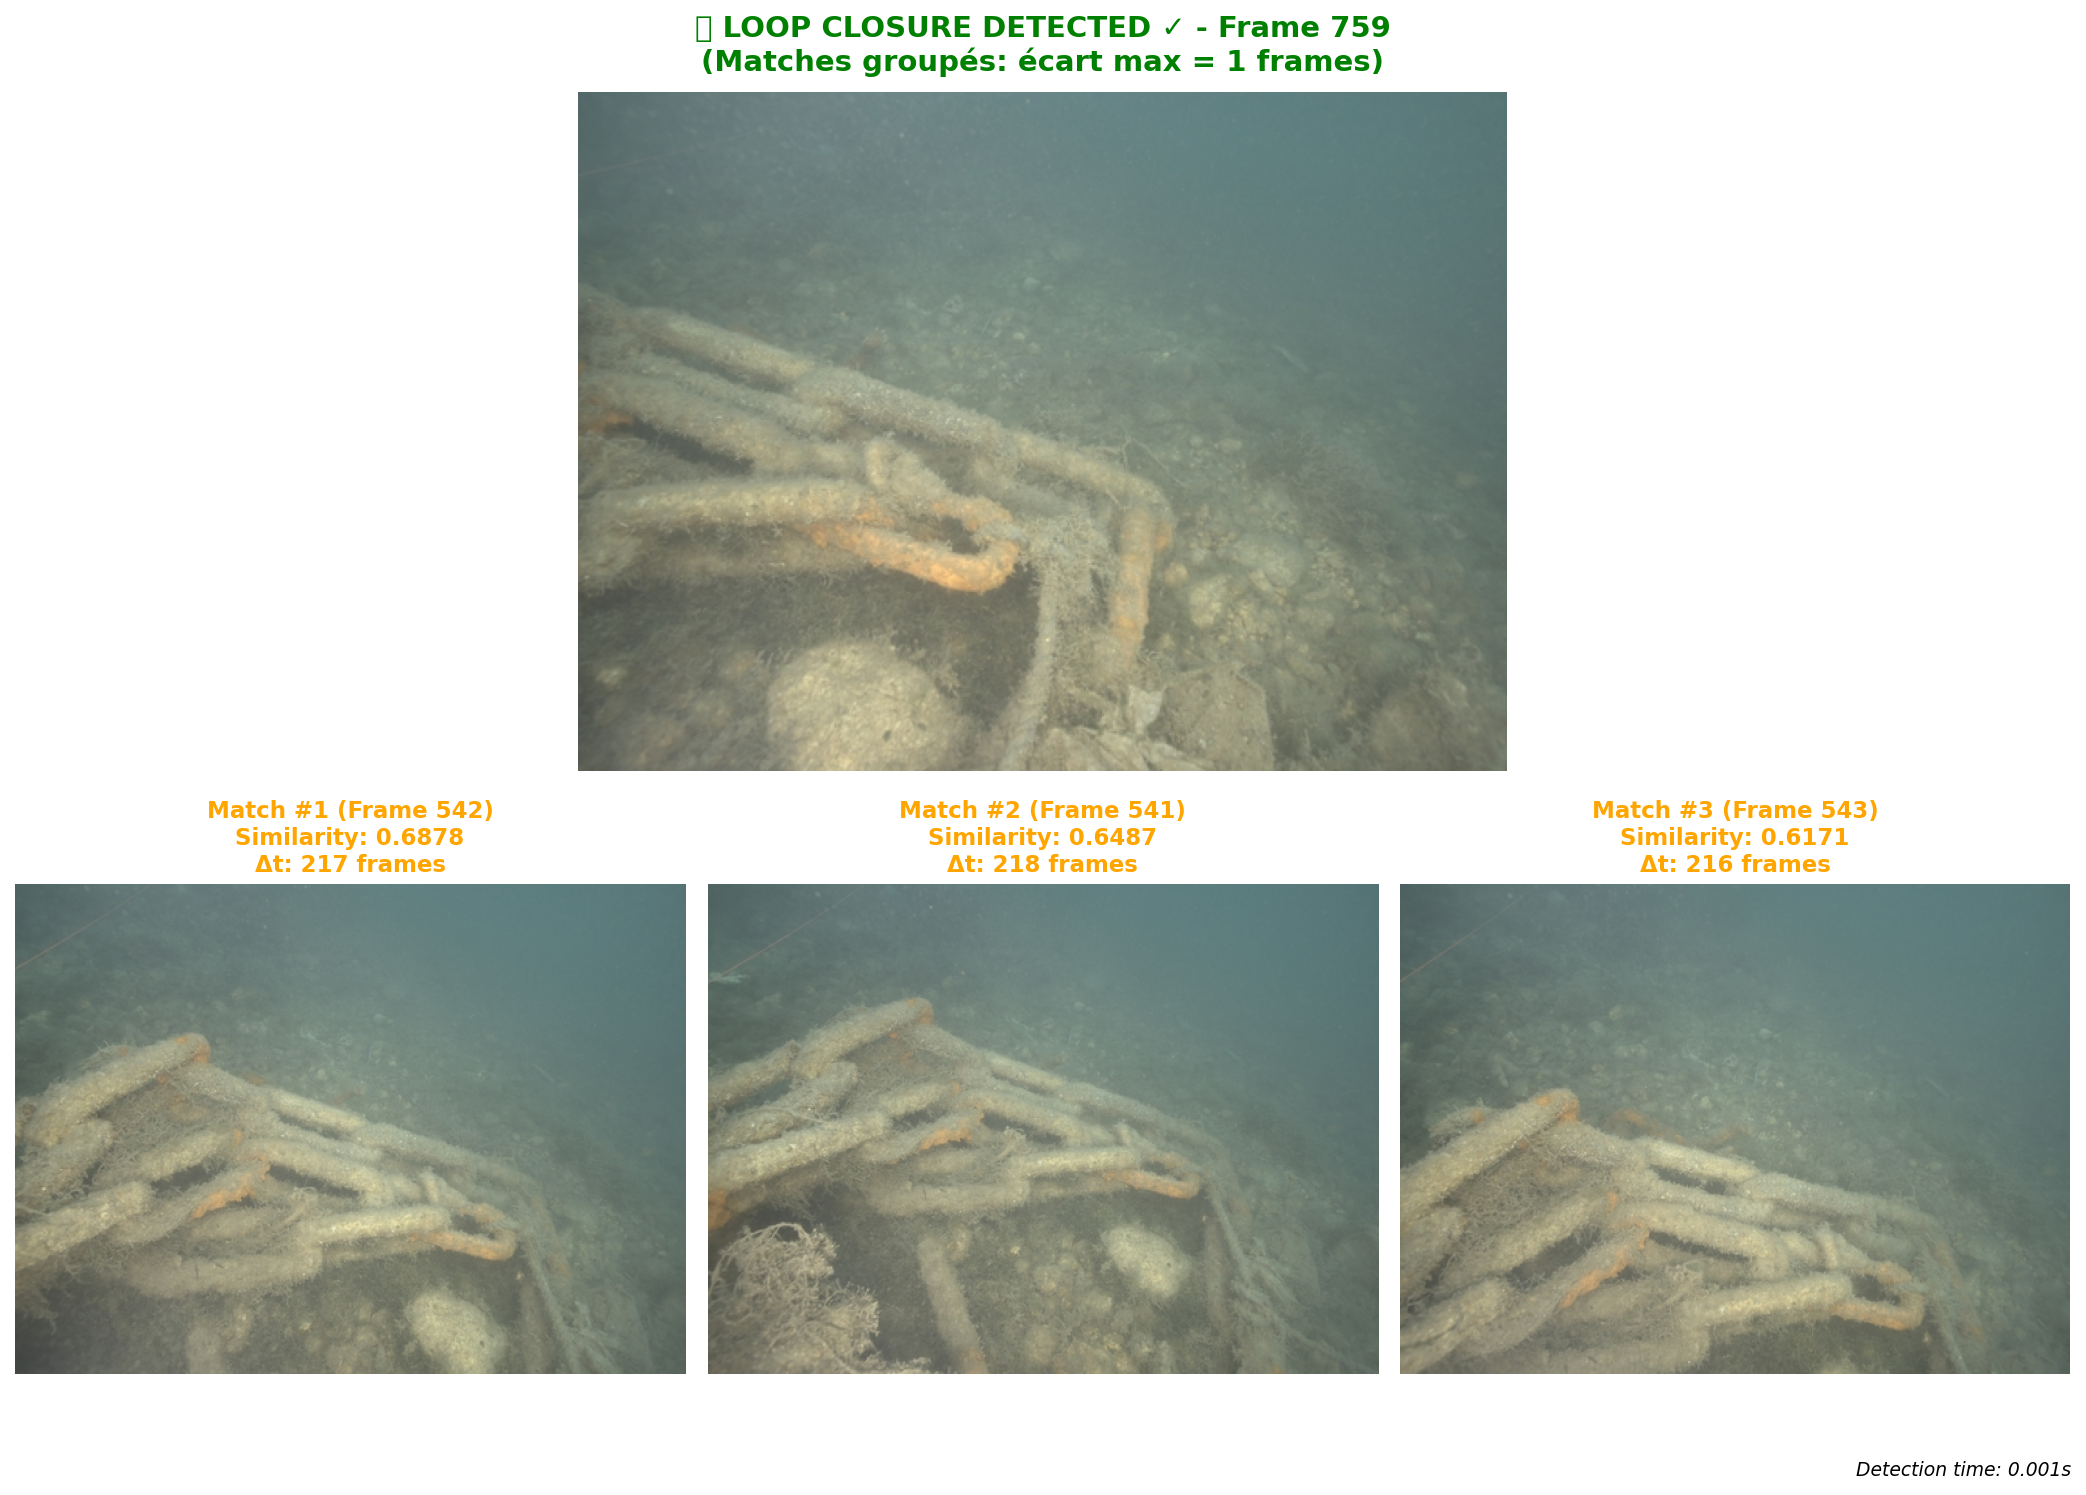 LOOP CLOSURE DETECTED ✓ - Frame 759
(Matches groupés: écart max = 1 frames)
Match #1 (Frame 542)
Similarity: 0.6878
Δt: 217 frames
Match #2 (Frame 541)
Similarity: 0.6487
Δt: 218 frames
Match #3 (Frame 543)
Similarity: 0.6171
Δt: 216 frames
Detection time: 0.001s